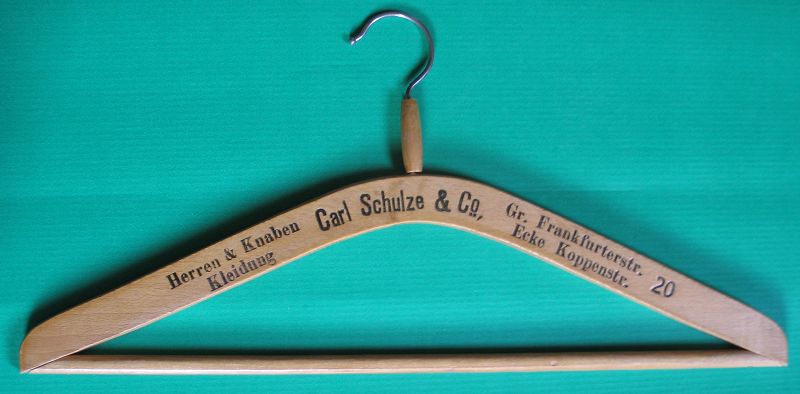 Herren & Knaben
Kleidung
Carl Schulze & Co,
Gr. Frankfurterstr.
Ecke Koppenstr.
20